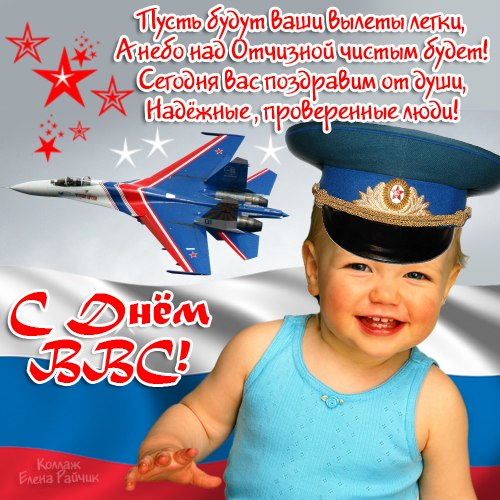 Пусть будут Ваши Вылеты легки,
А небо над Отчизной чистым будет!
Сегодня Вас поздравим от души,
Надёжные, проверенные люди!
С Днём
ВВС!
Коллаж
Елена Райчик